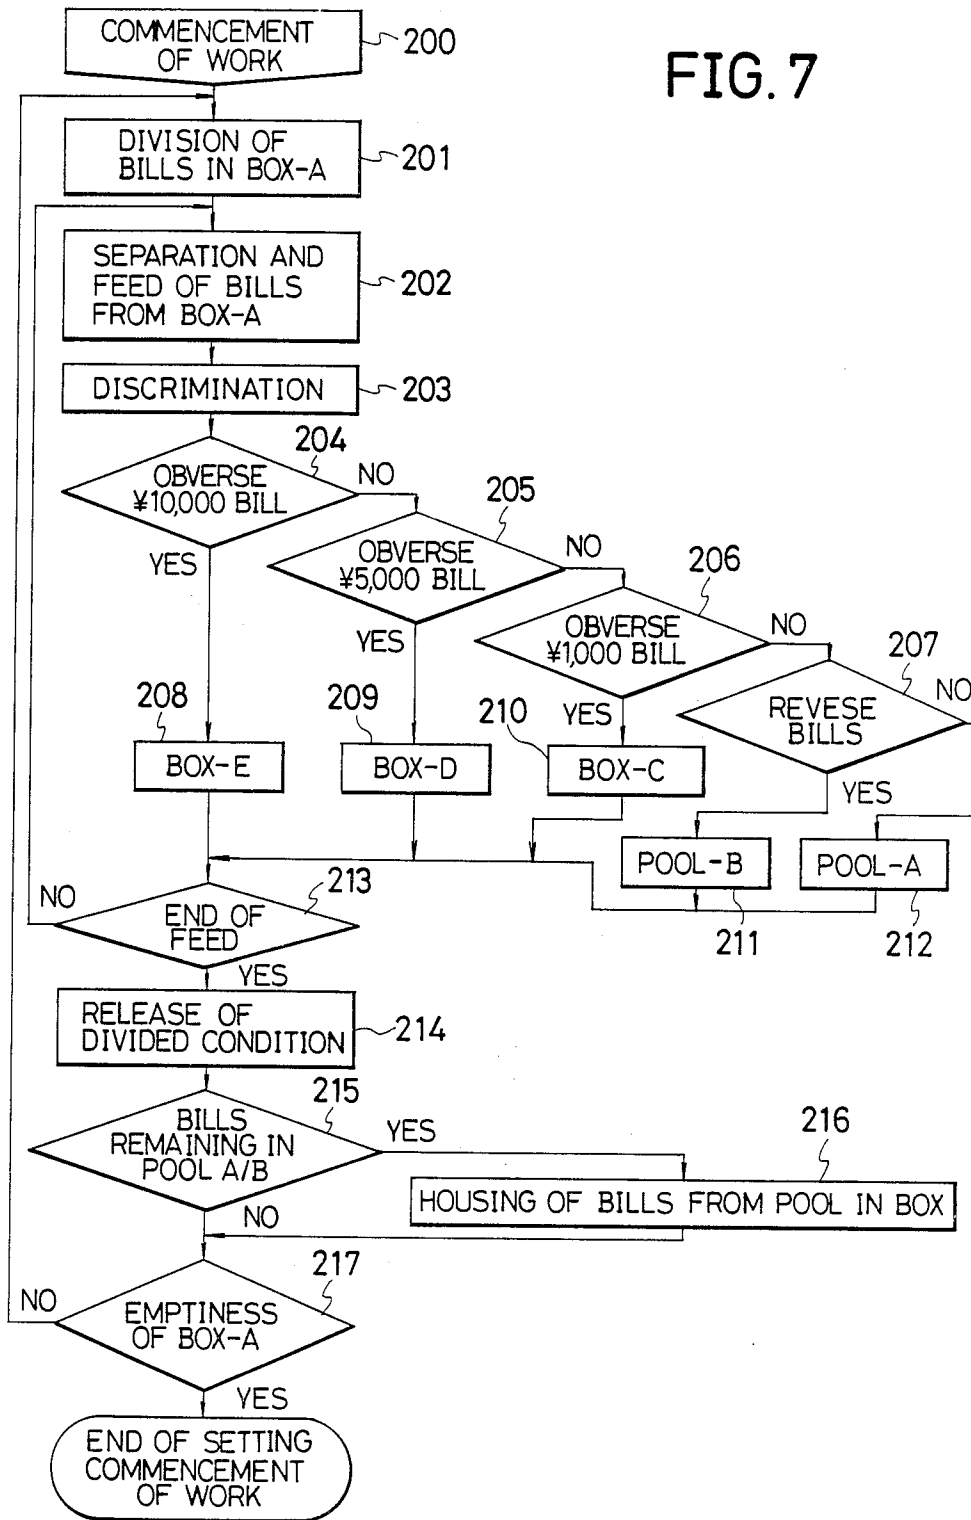 COMMENCEMENT
OF WORK
200
FIG. 7
DIVISION OF
BILLS IN BOX-A
201
SEPARATION AND
FEED OF BILLS
FROM BOX-A
202
DISCRIMINATION
203
204
OBVERSE
¥10,000 BILL
NO
YES
205
OBVERSE
¥5,000 BILL
NO
YES
206
OBVERSE
¥1,000 BILL
NO
YES
207
REVESE
BILLS
NO
YES
208
BOX-E
209
BOX-D
210
BOX-C
POOL-B
211
POOL-A
212
213
END OF
FEED
NO
YES
RELEASE OF
DIVIDED CONDITION
214
215
BILLS
REMAINING IN
POOL A/B
YES
NO
216
HOUSING OF BILLS FROM POOL IN BOX
217
EMPTINESS
OF BOX-A
NO
YES
END OF SETTING
COMMENCEMENT
OF WORK